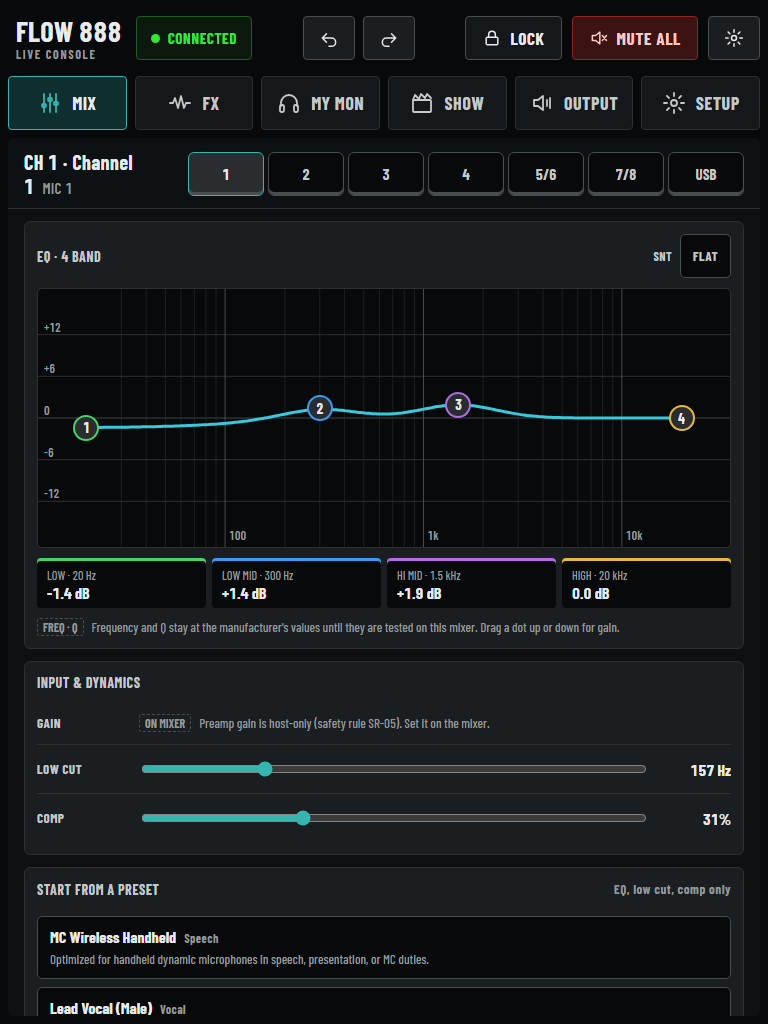 FLOW 888
LIVE CONSOLE
CONNECTED
LOCK
MUTE ALL
MIX
FX
MY MON
SHOW
OUTPUT
SETUP
CH 1 · Channel
1 MIC 1
1
2
3
4
5/6
7/8
USB
EQ · 4 BAND
SNT
FLAT
+12
+6
0
-6
-12
1
2
3
4
100
1k
10k
LOW · 20 Hz
-1.4 dB
LOW MID · 300 Hz
+1.4 dB
HI MID · 1.5 kHz
+1.9 dB
HIGH · 20 kHz
0.0 dB
FREQ · Q Frequency and Q stay at the manufacturer's values until they are tested on this mixer. Drag a dot up or down for gain.
INPUT & DYNAMICS
GAIN
ON MIXER Preamp gain is host-only (safety rule SR-05). Set it on the mixer.
LOW CUT
157 Hz
COMP
31%
START FROM A PRESET
EQ, low cut, comp only
MC Wireless Handheld Speech
Optimized for handheld dynamic microphones in speech, presentation, or MC duties.
Lead Vocal (Male) Vocal